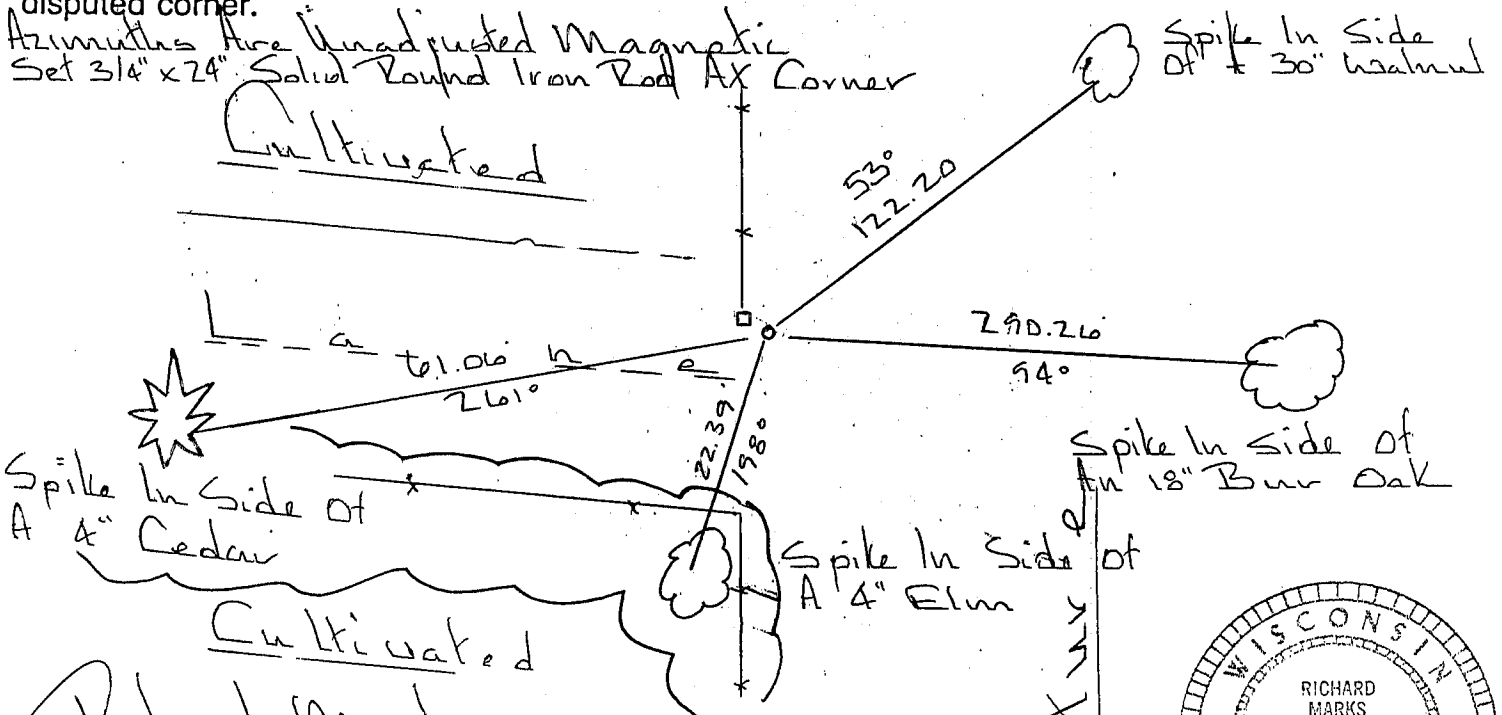 disputed corner.
Azimuths Are Unadjusted Magnetic
Set 3/4" x 24" Solid Round Iron Rod At Corner
Spike In Side
Of 30" Walnut
Cultivated
53°
122.20
290.26
94°
Lane
61.06
261°
22.39
198°
Spike In Side Of
An 18" Burr Oak
Spike In Side Of
A 4" Cedar
Spike In Side Of
A 4" Elm
Cultivated
WISCONSIN
RICHARD
MARKS